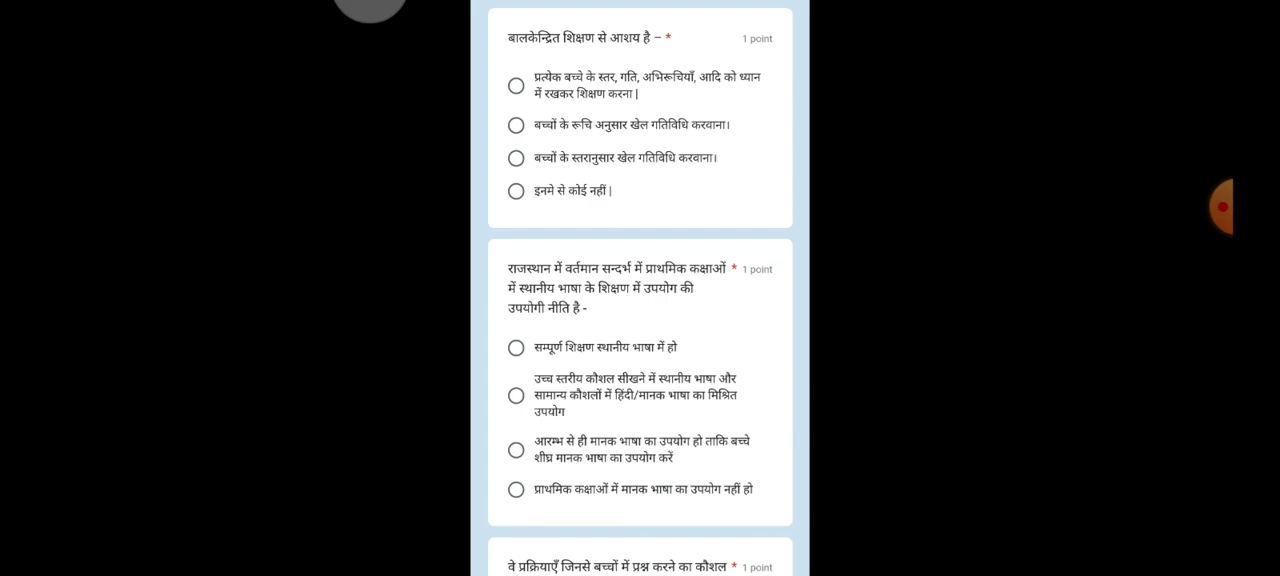 बालकेन्द्रित शिक्षण से आशय है – *
1 point
प्रत्येक बच्चे के स्तर, गति, अभिरूचियाँ, आदि को ध्यान
में रखकर शिक्षण करना |
बच्चों के रूचि अनुसार खेल गतिविधि करवाना।
बच्चों के स्तरानुसार खेल गतिविधि करवाना।
इनमे से कोई नहीं |
राजस्थान में वर्तमान सन्दर्भ में प्राथमिक कक्षाओं * 1 point
में स्थानीय भाषा के शिक्षण में उपयोग की
उपयोगी नीति है -
सम्पूर्ण शिक्षण स्थानीय भाषा में हो
उच्च स्तरीय कौशल सीखने में स्थानीय भाषा और
सामान्य कौशलों में हिंदी/मानक भाषा का मिश्रित
उपयोग
आरम्भ से ही मानक भाषा का उपयोग हो ताकि बच्चे
शीघ्र मानक भाषा का उपयोग करें
प्राथमिक कक्षाओं में मानक भाषा का उपयोग नहीं हो
वे प्रक्रियाएँ जिनसे बच्चों में प्रश्न करने का कौशल * 1 point